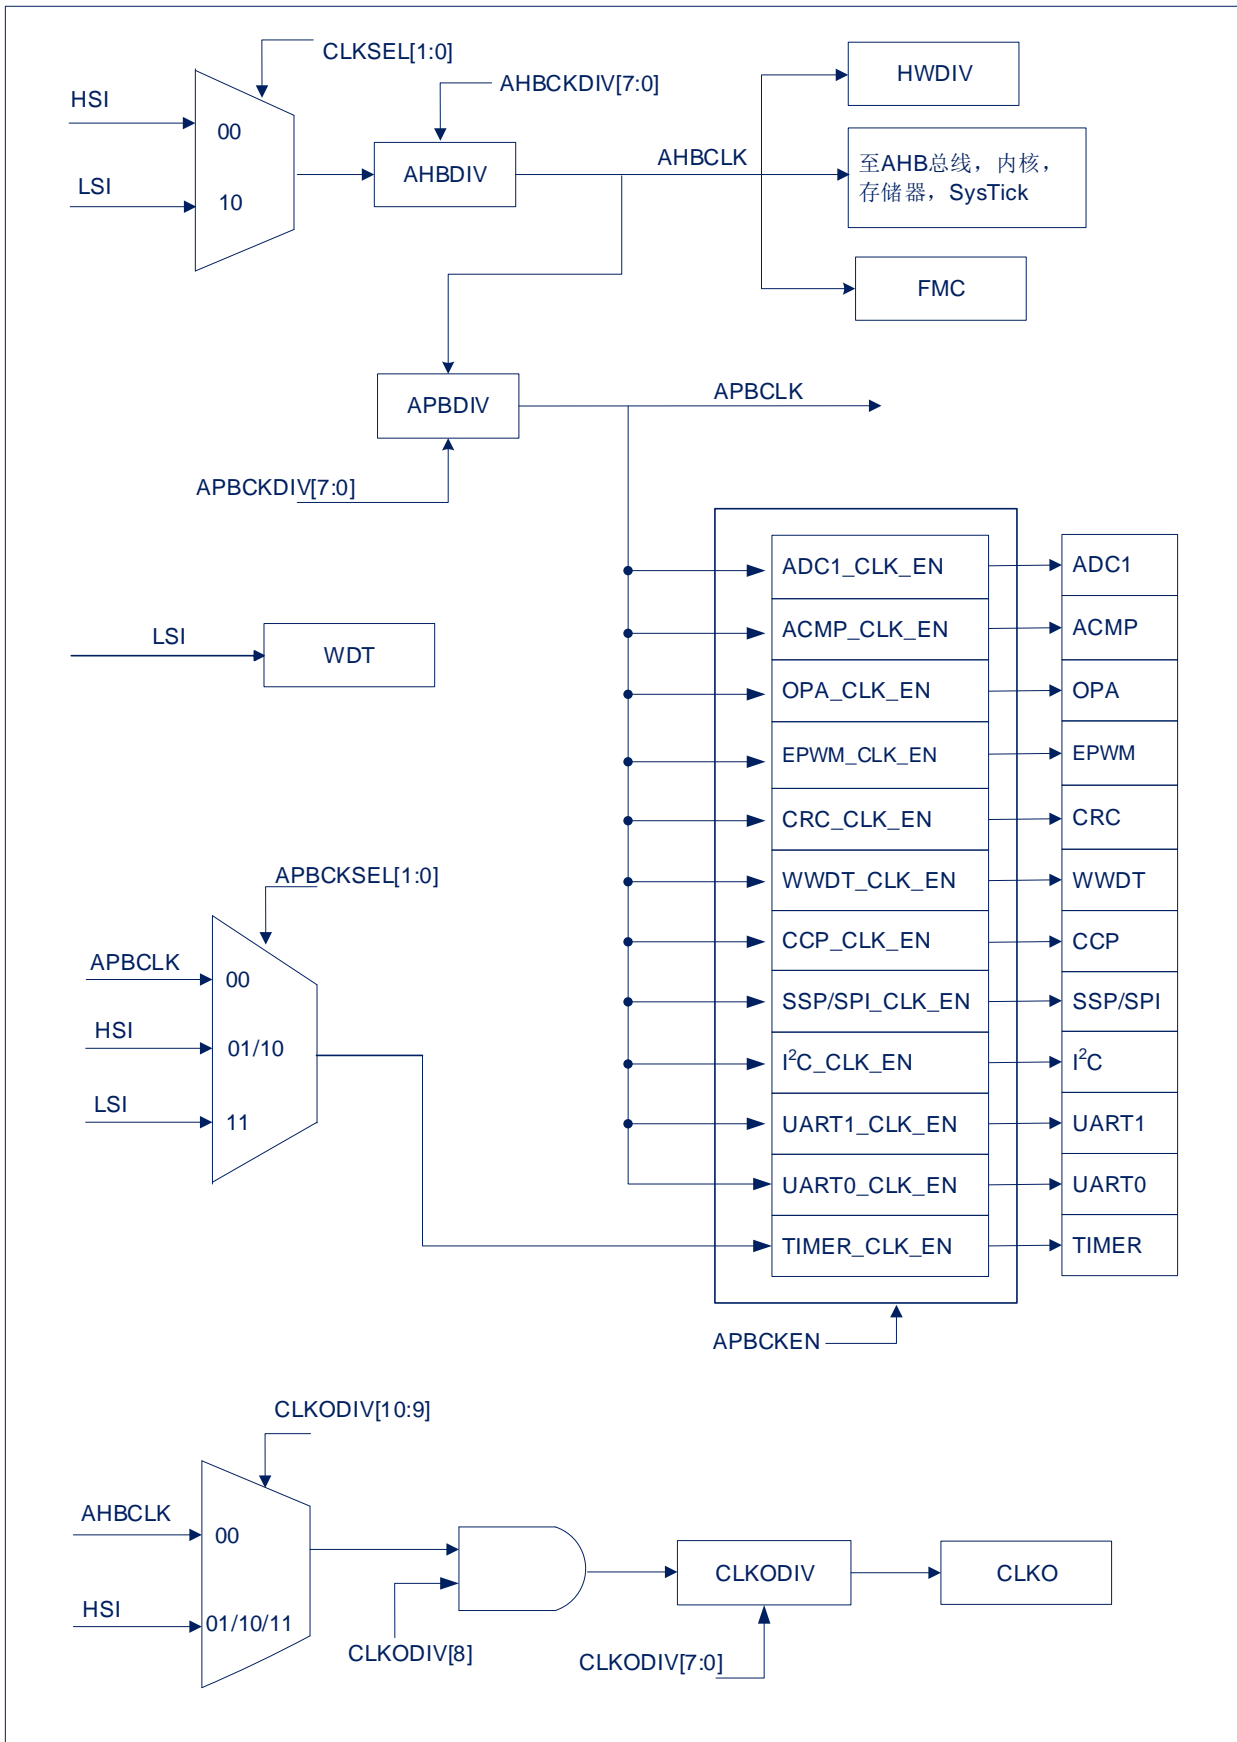 CLKSEL[1:0]
HSI
00
LSI
10
AHBCKDIV[7:0]
AHBDIV
AHBCLK
HWDIV
至AHB总线，内核，
存储器，SysTick
FMC
APBDIV
APBCLK
APBCKDIV[7:0]
LSI
WDT
ADC1_CLK_EN
ADC1
ACMP_CLK_EN
ACMP
OPA_CLK_EN
OPA
EPWM_CLK_EN
EPWM
CRC_CLK_EN
CRC
WWDT_CLK_EN
WWDT
CCP_CLK_EN
CCP
SSP/SPI_CLK_EN
SSP/SPI
I²C_CLK_EN
I²C
UART1_CLK_EN
UART1
UART0_CLK_EN
UART0
TIMER_CLK_EN
TIMER
APBCKEN
APBCKSEL[1:0]
APBCLK
00
HSI
01/10
LSI
11
CLKODIV[10:9]
AHBCLK
00
HSI
01/10/11
CLKODIV[8]
CLKODIV
CLKODIV[7:0]
CLKO